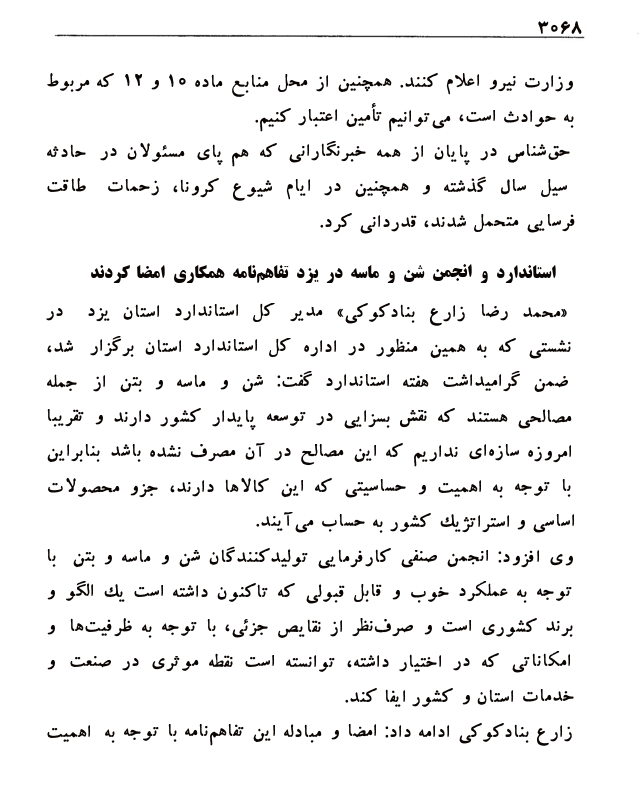 ۳۰۶۸
وزارت نیرو اعلام کنند. همچنین از محل منابع ماده ۱۰ و ۱۲ که مربوط
به حوادث است، می‌توانیم تأمین اعتبار کنیم.
حق‌شناس در پایان از همه خبرنگارانی که هم پای مسئولان در حادثه
سیل سال گذشته و همچنین در ایام شیوع کرونا، زحمات طاقت
فرسایی متحمل شدند، قدردانی کرد.
استاندارد و انجمن شن و ماسه در یزد تفاهم‌نامه همکاری امضا کردند
«محمد رضا زارع بنادکوکی» مدیر کل استاندارد استان یزد در
نشستی که به همین منظور در اداره کل استاندارد استان برگزار شد،
ضمن گرامیداشت هفته استاندارد گفت: شن و ماسه و بتن از جمله
مصالحی هستند که نقش بسزایی در توسعه پایدار کشور دارند و تقریبا
امروزه سازه‌ای نداریم که این مصالح در آن مصرف نشده باشد بنابراین
با توجه به اهمیت و حساسیتی که این کالاها دارند، جزو محصولات
اساسی و استراتژیك کشور به حساب می‌آیند.
وی افزود: انجمن صنفی کارفرمایی تولیدکنندگان شن و ماسه و بتن با
توجه به عملکرد خوب و قابل قبولی که تاکنون داشته است یك الگو و
برند کشوری است و صرف‌نظر از نقایص جزئی، با توجه به ظرفیت‌ها و
امکاناتی که در اختیار داشته، توانسته است نقطه موثری در صنعت و
خدمات استان و کشور ایفا کند.
زارع بنادکوکی ادامه داد: امضا و مبادله این تفاهم‌نامه با توجه به اهمیت